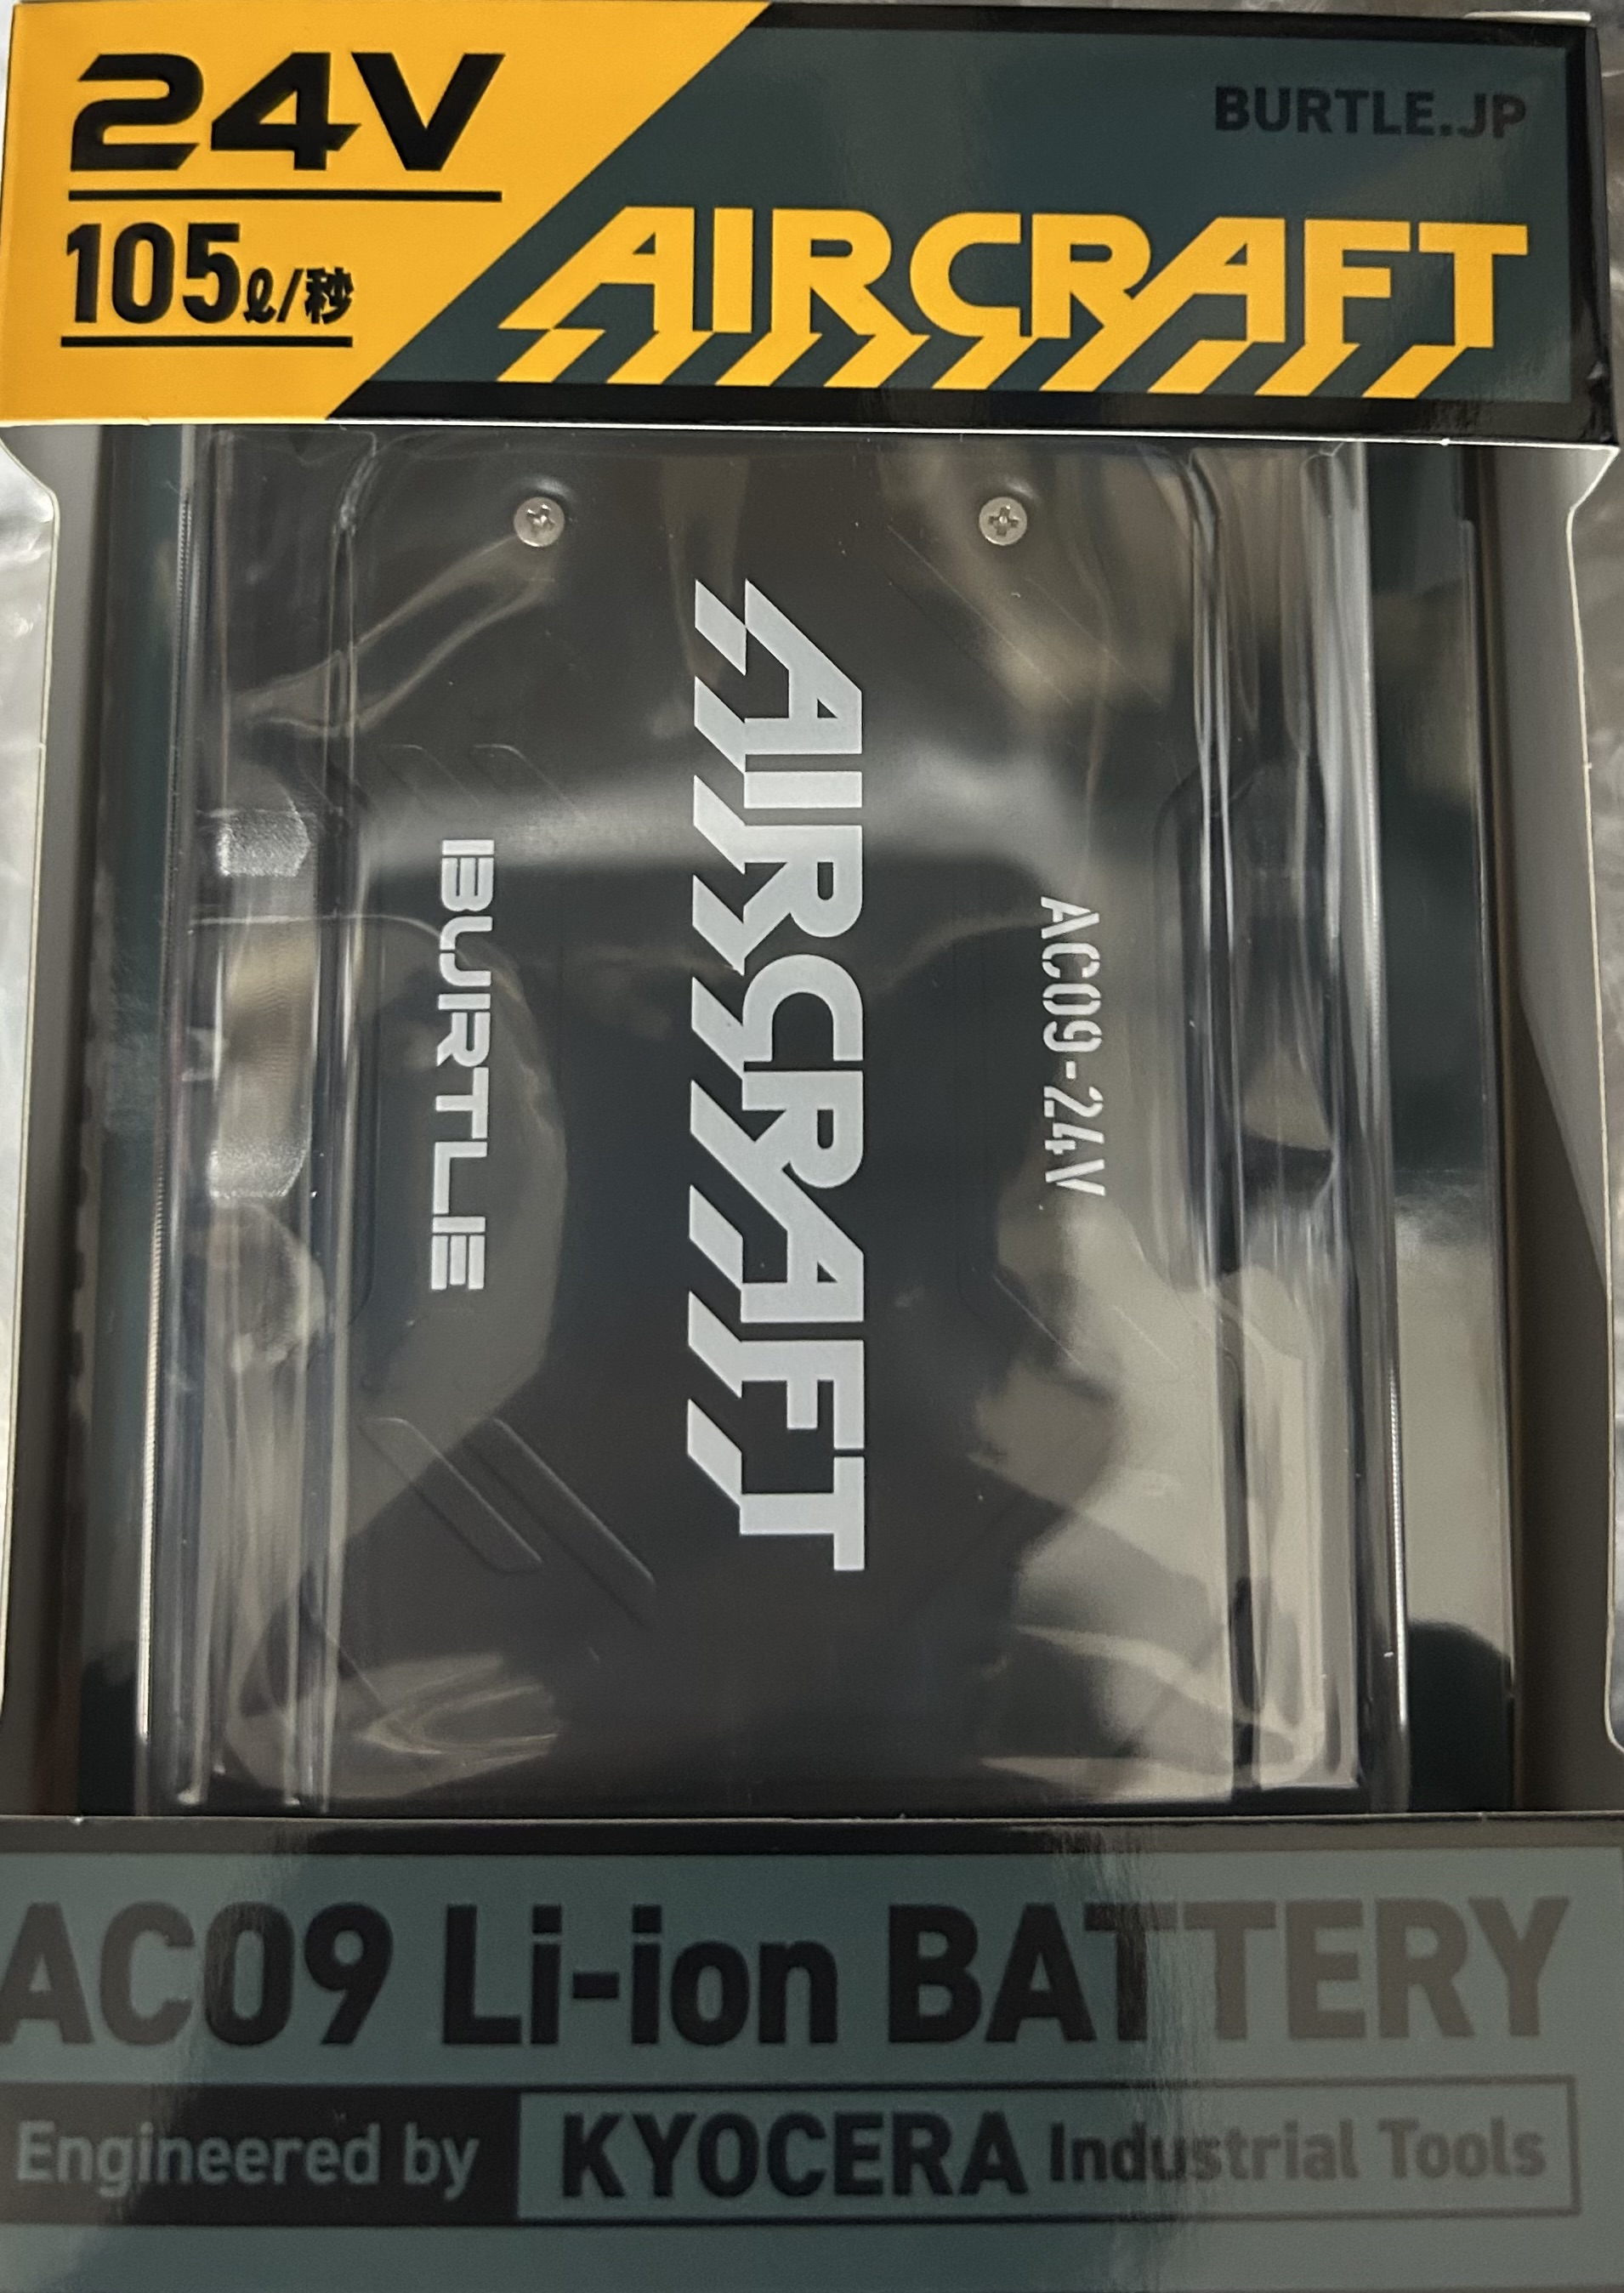 24V
BURTLE.JP
105ℓ/秒
AIRCRAFT
BURTLE
AIRCRAFT
AC09-24V
AC09 Li-ion BATTERY
Engineered by KYOCERA Industrial Tools